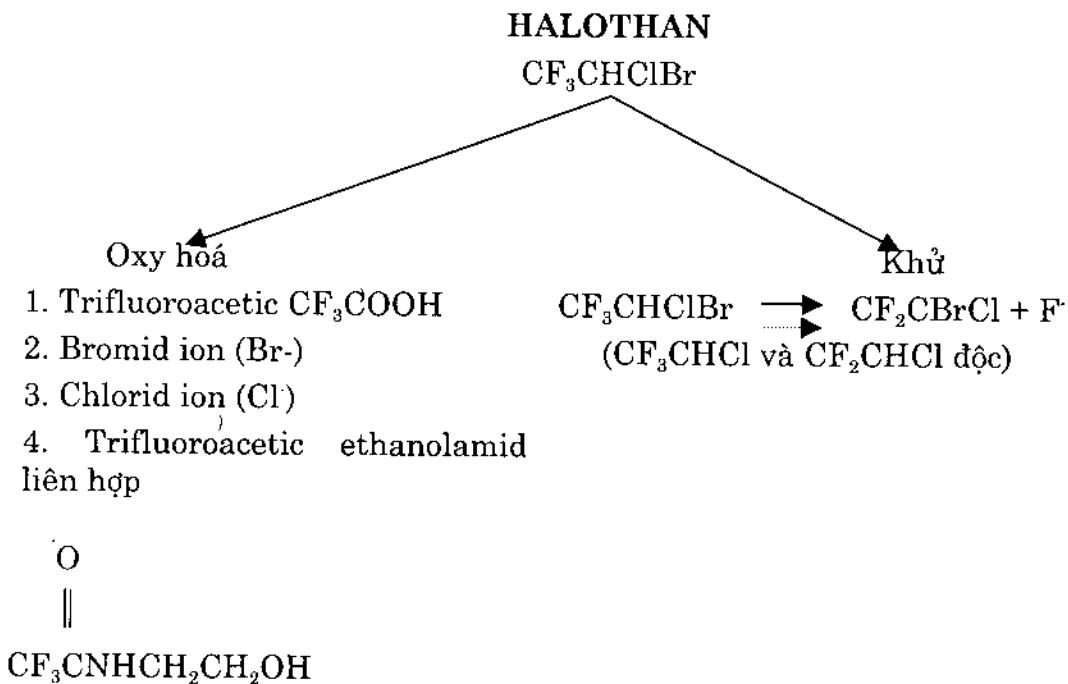 HALOTHAN
CF₃CHClBr
Oxy hoá
Khử
1. Trifluoroacetic CF₃COOH
2. Bromid ion (Br-)
3. Chlorid ion (Cl⁻)
4. Trifluoroacetic ethanolamid
liên hợp
CF₃CHClBr → CF₂CBrCl + F⁻
(CF₃CHCl và CF₂CHCl độc)
O
||
CF₃CNHCH₂CH₂OH